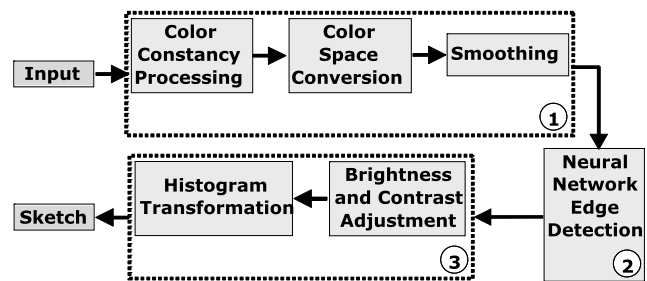 Input
Color
Constancy
Processing
Color
Space
Conversion
Smoothing
1
Neural
Network
Edge
Detection
2
Brightness
and Contrast
Adjustment
Histogram
Transformation
3
Sketch